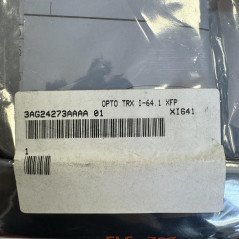 OPTO TRX I-64.1 XFP
3AG24273AAAA 01 XI641
1